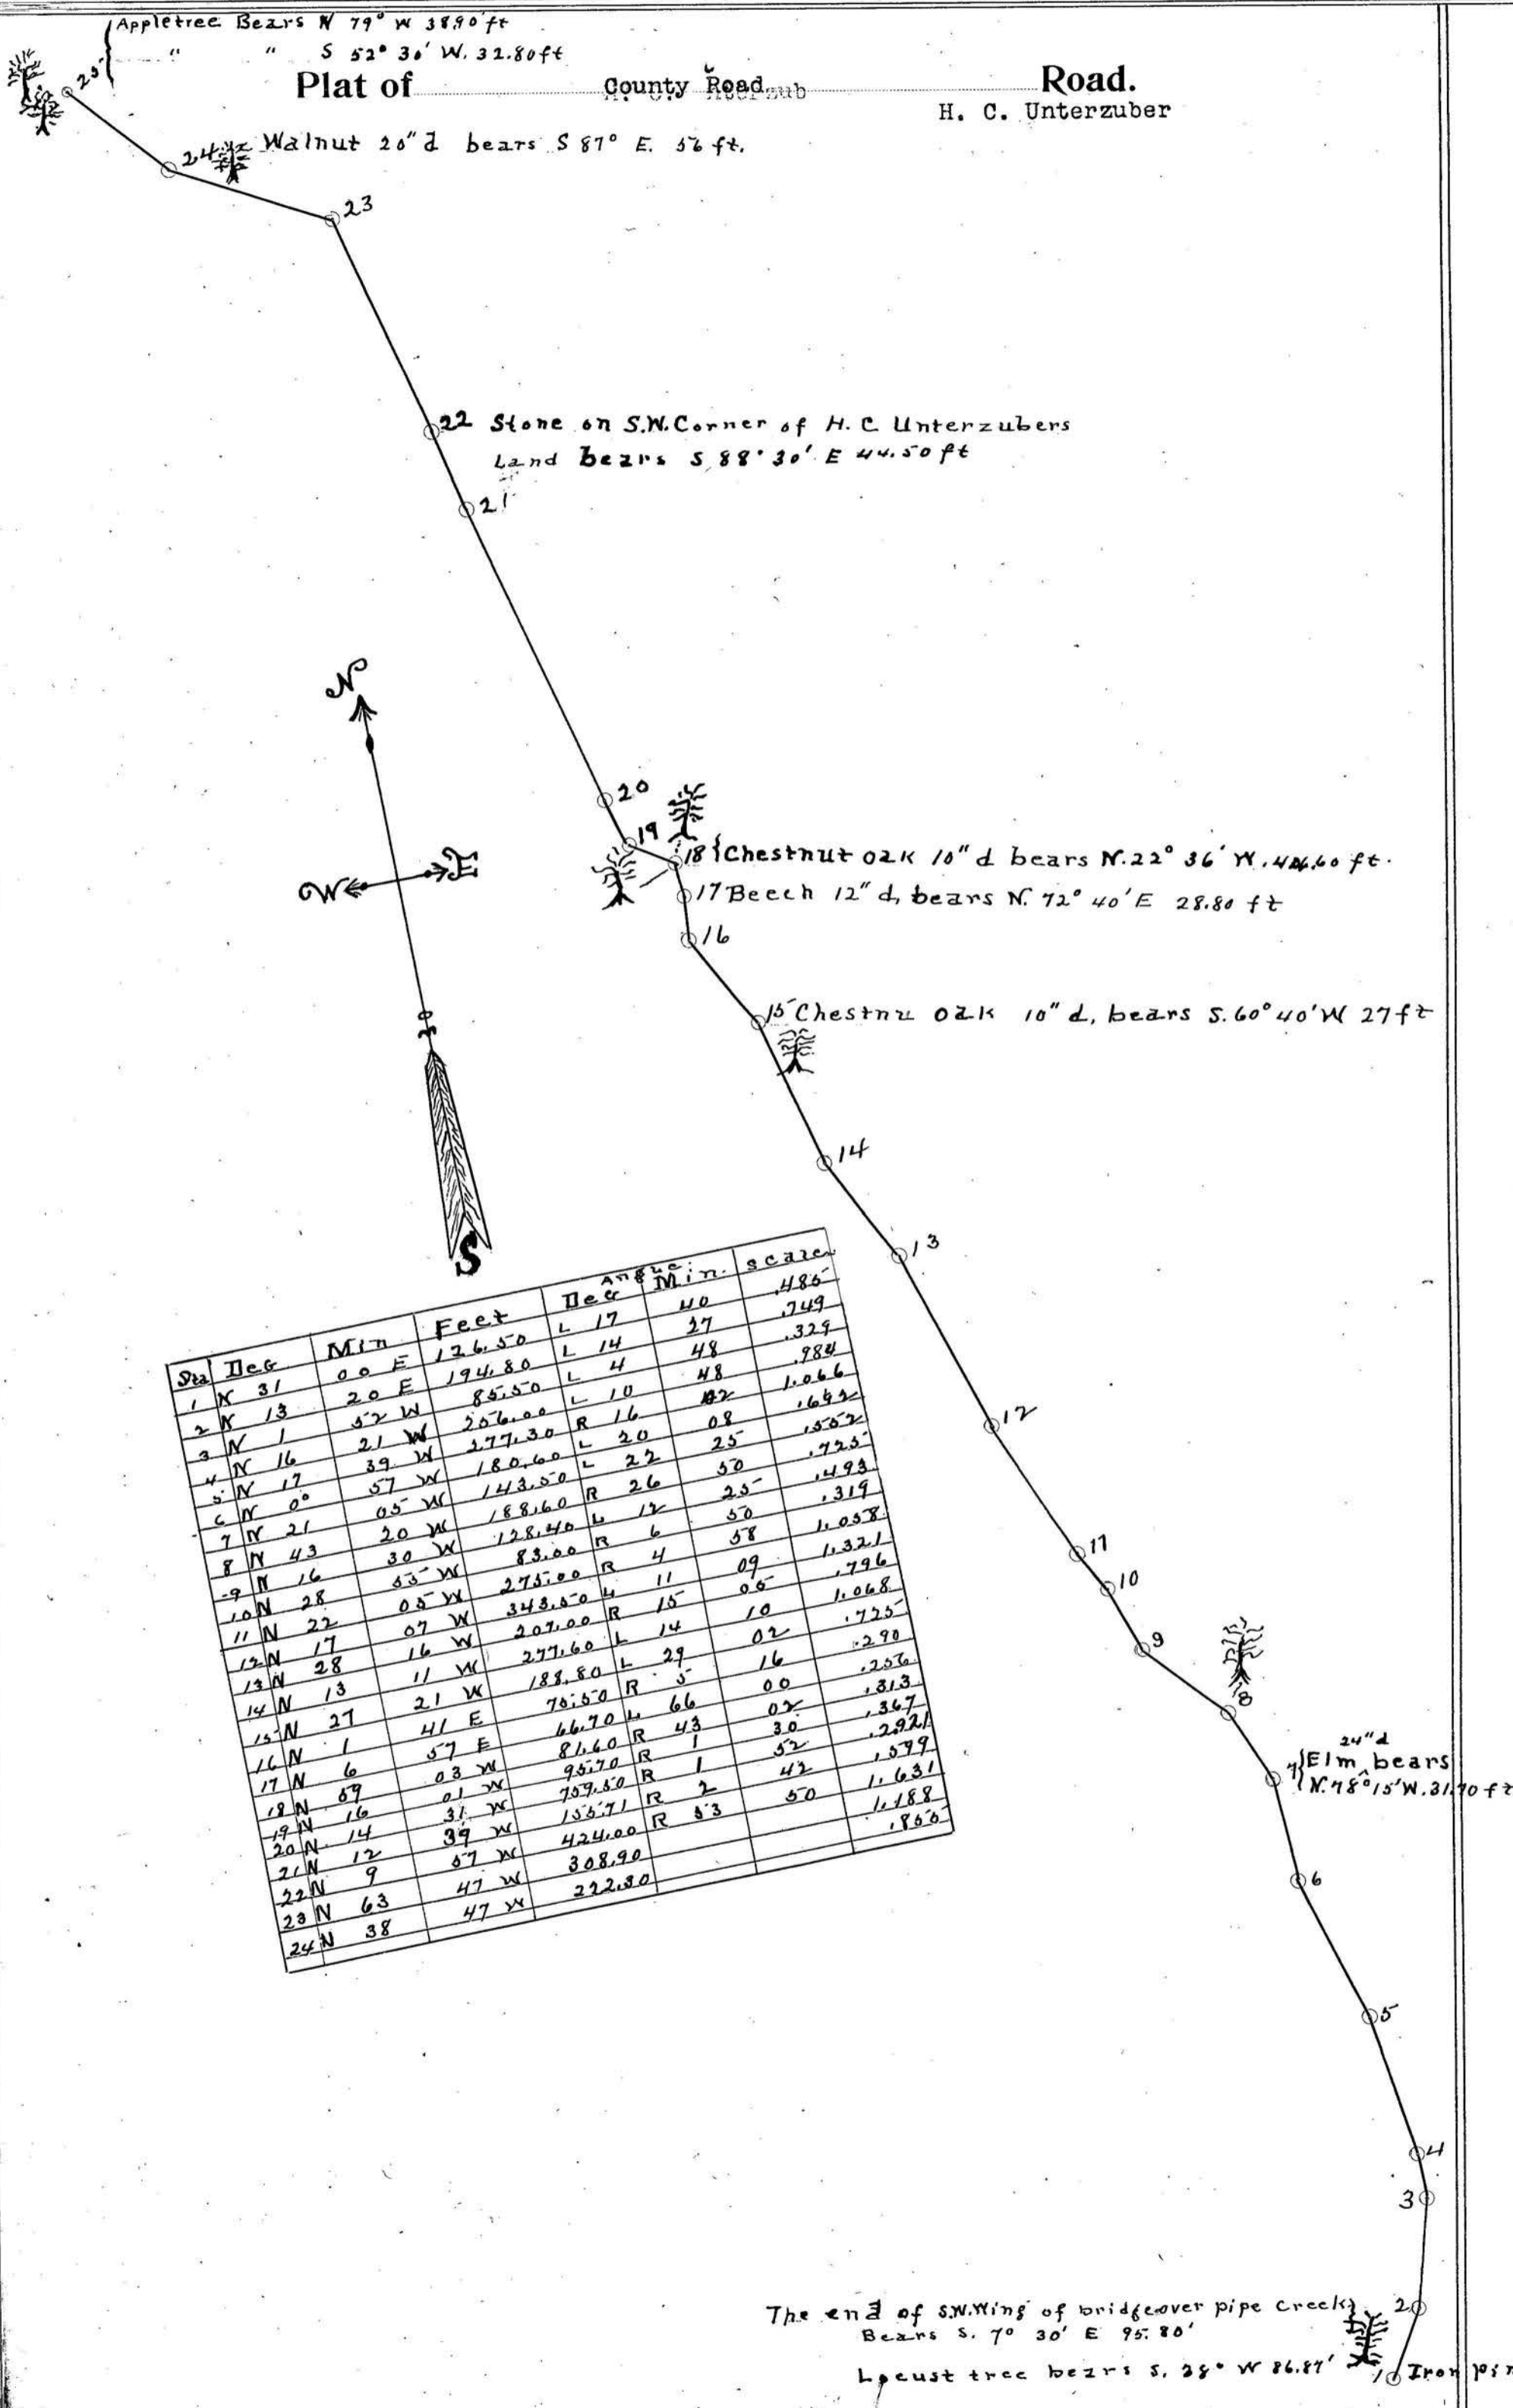 Appletree Bears N 79° W 38.90 ft
" " S 52° 30' W. 32.80 ft
25
Plat of County Road Road.
H. C. Unterzuber
24 Walnut 20" d bears S 87° E. 56 ft.
23
22 Stone on S.W. Corner of H. C Unterzubers
Land bears S 88° 30' E 44.50 ft
21
N
20
19
18 Chestnut Oak 10" d bears N. 22° 36' W. 44.60 ft.
W E
17 Beech 12" d, bears N. 72° 40' E 28.80 ft
16
15 Chestnu Oak 10" d, bears S. 60° 40' W 27 ft
14
13
S
Angle
Sta Deg Min Feet Deg Min. scale
1 N 31 00 E 126.50 L 17 40 .485
2 N 13 20 E 194.80 L 14 27 .749
3 N 1 52 W 85.50 L 4 48 .329
4 N 16 21 W 256.00 L 10 48 .984
5 N 17 39 W 277.30 R 16 42 1.066
6 N 0° 57 W 180.60 L 20 08 .692
7 N 21 05 W 143.50 L 22 25 .552
8 N 43 20 W 188.60 R 26 50 .725
9 N 16 30 W 128.40 L 12 25 .493
10 N 28 55 W 83.00 R 6 50 .319
11 N 22 05 W 275.00 R 4 58 1.058
12 N 17 07 W 343.50 L 11 09 1.321
13 N 28 16 W 207.00 R 15 05 .796
14 N 13 11 W 277.60 L 14 10 1.068
15 N 27 21 W 188.80 L 29 02 .725
16 N 1 41 E 75.50 R 5 16 .290
17 N 6 57 E 66.70 L 66 00 .256
18 N 59 03 W 81.60 R 43 02 .313
19 N 16 01 W 95.70 R 1 30 .367
20 N 14 31 W 759.50 R 1 52 2.921
21 N 12 39 W 155.71 R 2 42 .599
22 N 9 57 W 424.00 R 53 50 1.631
23 N 63 47 W 308.90 1.188
24 N 38 47 W 222.30 .855
12
11
10
9
8
24" d
7 Elm bears
N. 78° 15' W. 31.70 ft
6
5
4
3
The end of S.W. Wing of bridge over pipe Creek 2
Bears S. 7° 30' E 95.80'
Locust tree bears S. 28° W 86.87' 1 Iron pin